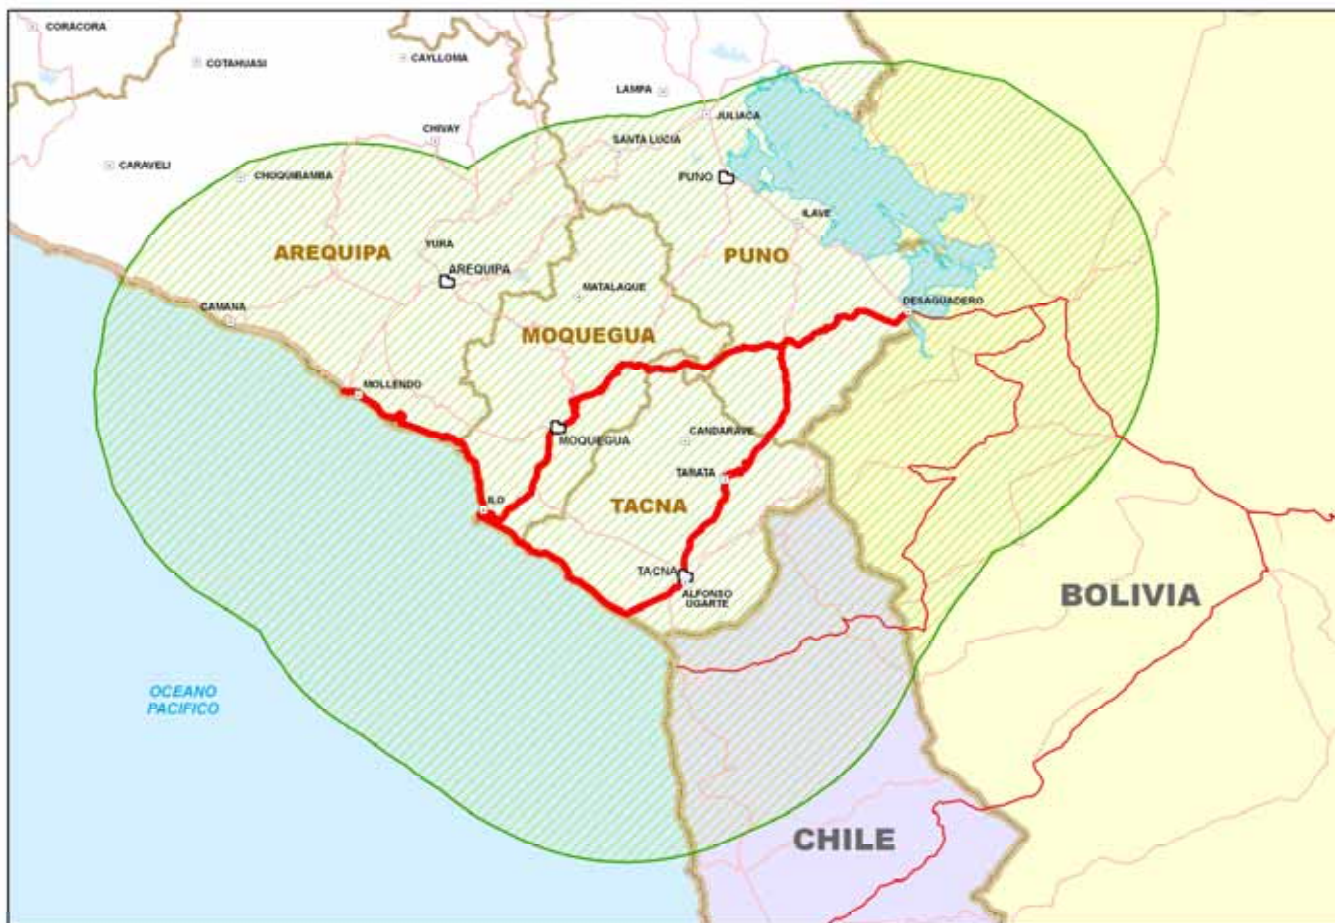 CORACORA
COTAHUASI
CAYLLOMA
LAMPA
JULIACA
CHIVAY
SANTA LUCIA
CARAVELI
CHUQUIBAMBA
PUNO
ILAVE
AREQUIPA
YURA
PUNO
AREQUIPA
MATALAQUE
DESAGUADERO
CAMANA
MOQUEGUA
MOLLENDO
MOQUEGUA
CANDARAVE
TARATA
ILO
TACNA
TACNA
ALFONSO
UGARTE
BOLIVIA
OCEANO
PACIFICO
CHILE